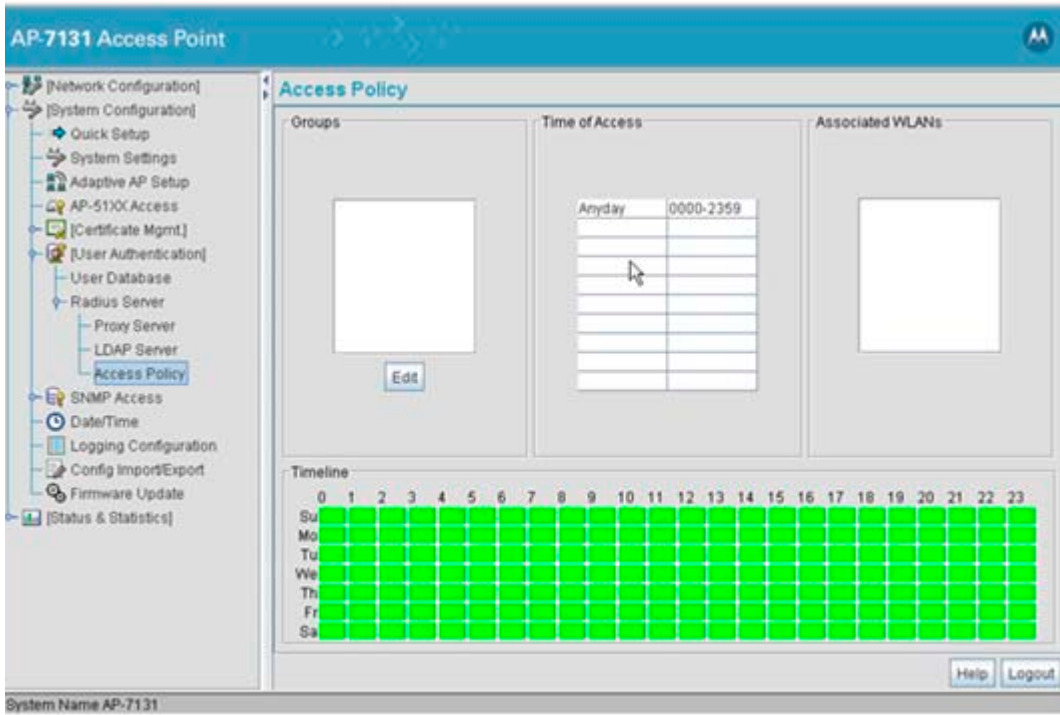 AP-7131 Access Point
[Network Configuration]
[System Configuration]
Quick Setup
System Settings
Adaptive AP Setup
AP-51XX Access
[Certificate Mgmt.]
[User Authentication]
User Database
Radius Server
Proxy Server
LDAP Server
Access Policy
SNMP Access
Date/Time
Logging Configuration
Config Import/Export
Firmware Update
[Status & Statistics]
Access Policy
Groups
Edit
Time of Access
Anyday 0000-2359
Associated WLANs
Timeline
0 1 2 3 4 5 6 7 8 9 10 11 12 13 14 15 16 17 18 19 20 21 22 23
Su
Mo
Tu
We
Th
Fr
Sa
Help Logout
System Name AP-7131